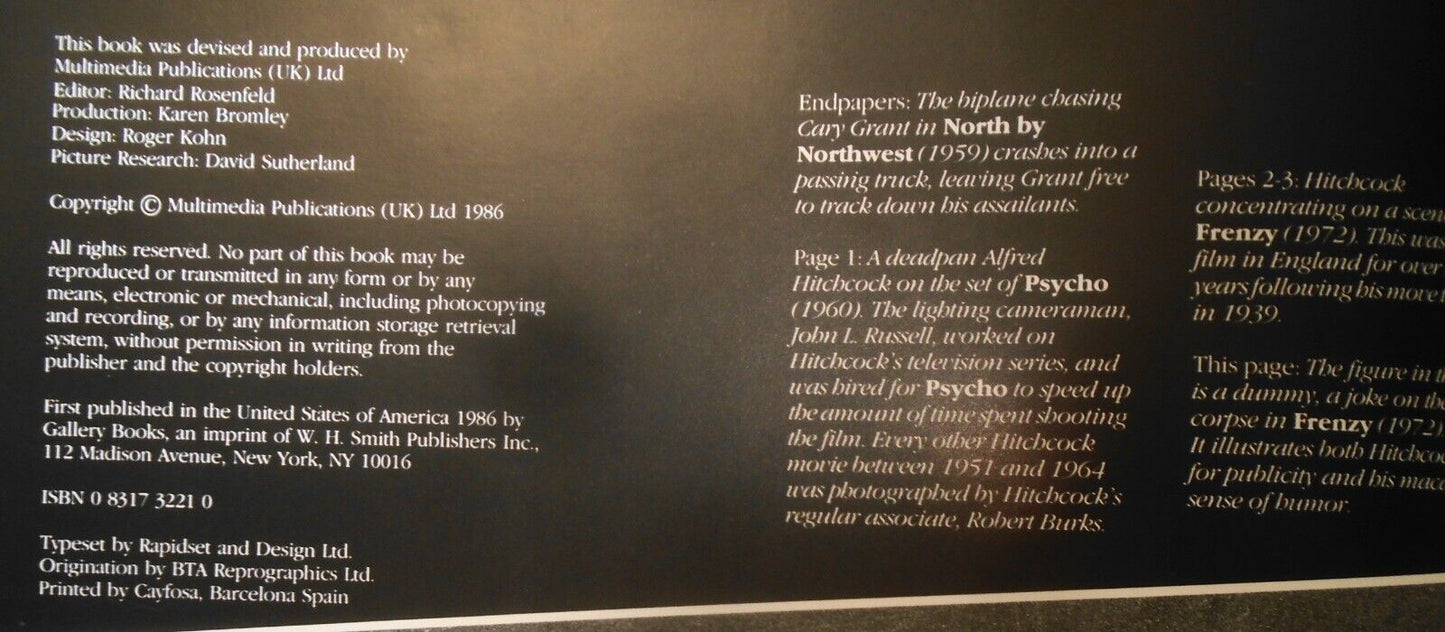 This book was devised and produced by
Multimedia Publications (UK) Ltd
Editor: Richard Rosenfeld
Production: Karen Bromley
Design: Roger Kohn
Picture Research: David Sutherland
Copyright © Multimedia Publications (UK) Ltd 1986
All rights reserved. No part of this book may be
reproduced or transmitted in any form or by any
means, electronic or mechanical, including photocopying
and recording, or by any information storage retrieval
system, without permission in writing from the
publisher and the copyright holders.
First published in the United States of America 1986 by
Gallery Books, an imprint of W. H. Smith Publishers Inc.,
112 Madison Avenue, New York, NY 10016
ISBN 0 8317 3221 0
Typeset by Rapidset and Design Ltd.
Origination by BTA Reprographics Ltd.
Printed by Cayfosa, Barcelona Spain
Endpapers: The biplane chasing
Cary Grant in North by
Northwest (1959) crashes into a
passing truck, leaving Grant free
to track down his assailants.
Page 1: A deadpan Alfred
Hitchcock on the set of Psycho
(1960). The lighting cameraman,
John L. Russell, worked on
Hitchcock's television series, and
was hired for Psycho to speed up
the amount of time spent shooting
the film. Every other Hitchcock
movie between 1951 and 1964
was photographed by Hitchcock's
regular associate, Robert Burks.
Pages 2-3: Hitchcock
concentrating on a
Frenzy (1972). This was
film in England for over
years following his move
in 1939.
This page: The figure in
is a dummy, a joke on
corpse in Frenzy (1972)
It illustrates both
for publicity and his
sense of humor.